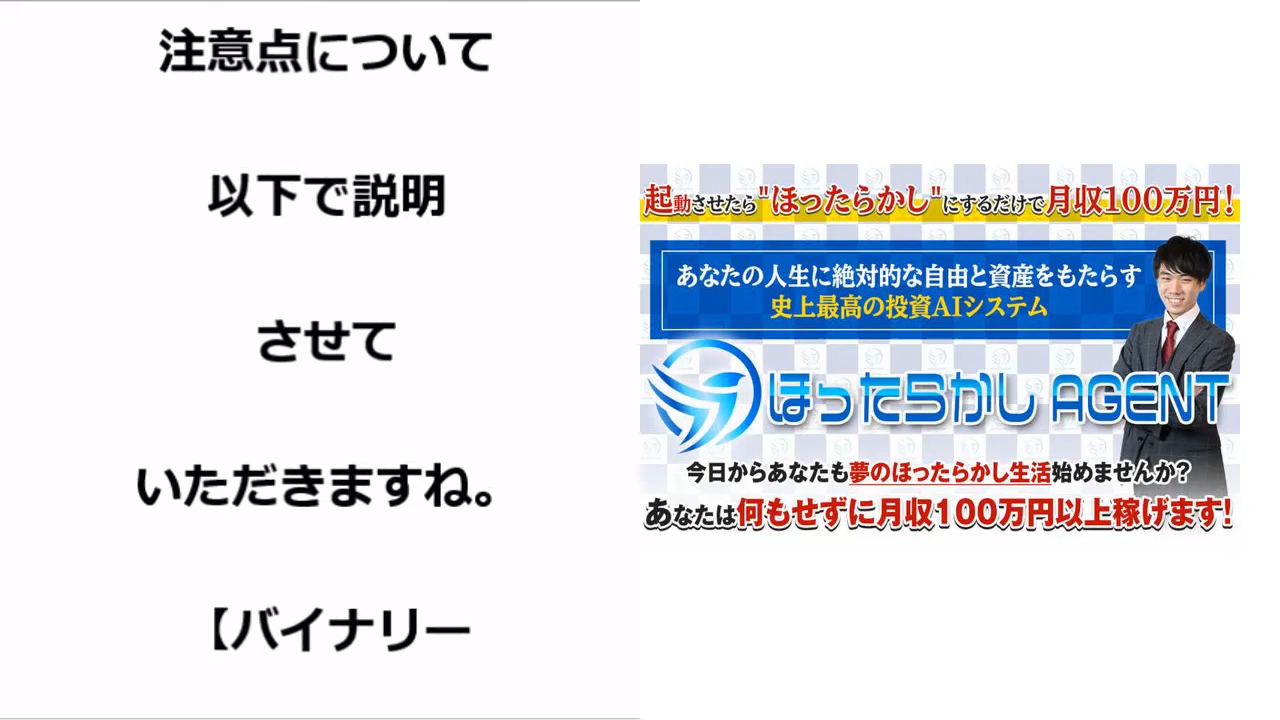 注意点について
以下で説明
させて
いただきますね。
【バイナリー
起動させたら"ほったらかし"にするだけで月収100万円!
あなたの人生に絶対的な自由と資産をもたらす
史上最高の投資AIシステム
ほったらかし AGENT
今日からあなたも夢のほったらかし生活始めませんか?
あなたは何もせずに月収100万円以上稼げます!